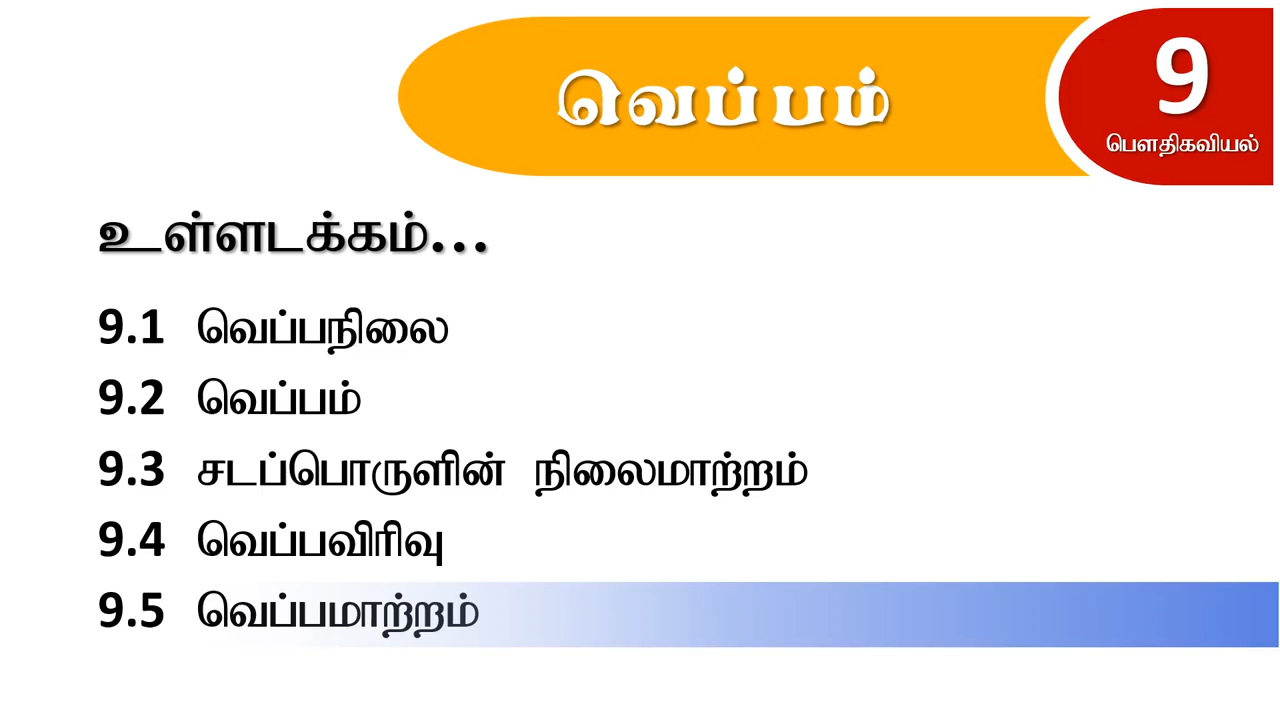 வெப்பம்
9
பௌதிகவியல்
உள்ளடக்கம்...
9.1 வெப்பநிலை
9.2 வெப்பம்
9.3 சடப்பொருளின் நிலைமாற்றம்
9.4 வெப்பவிரிவு
9.5 வெப்பமாற்றம்